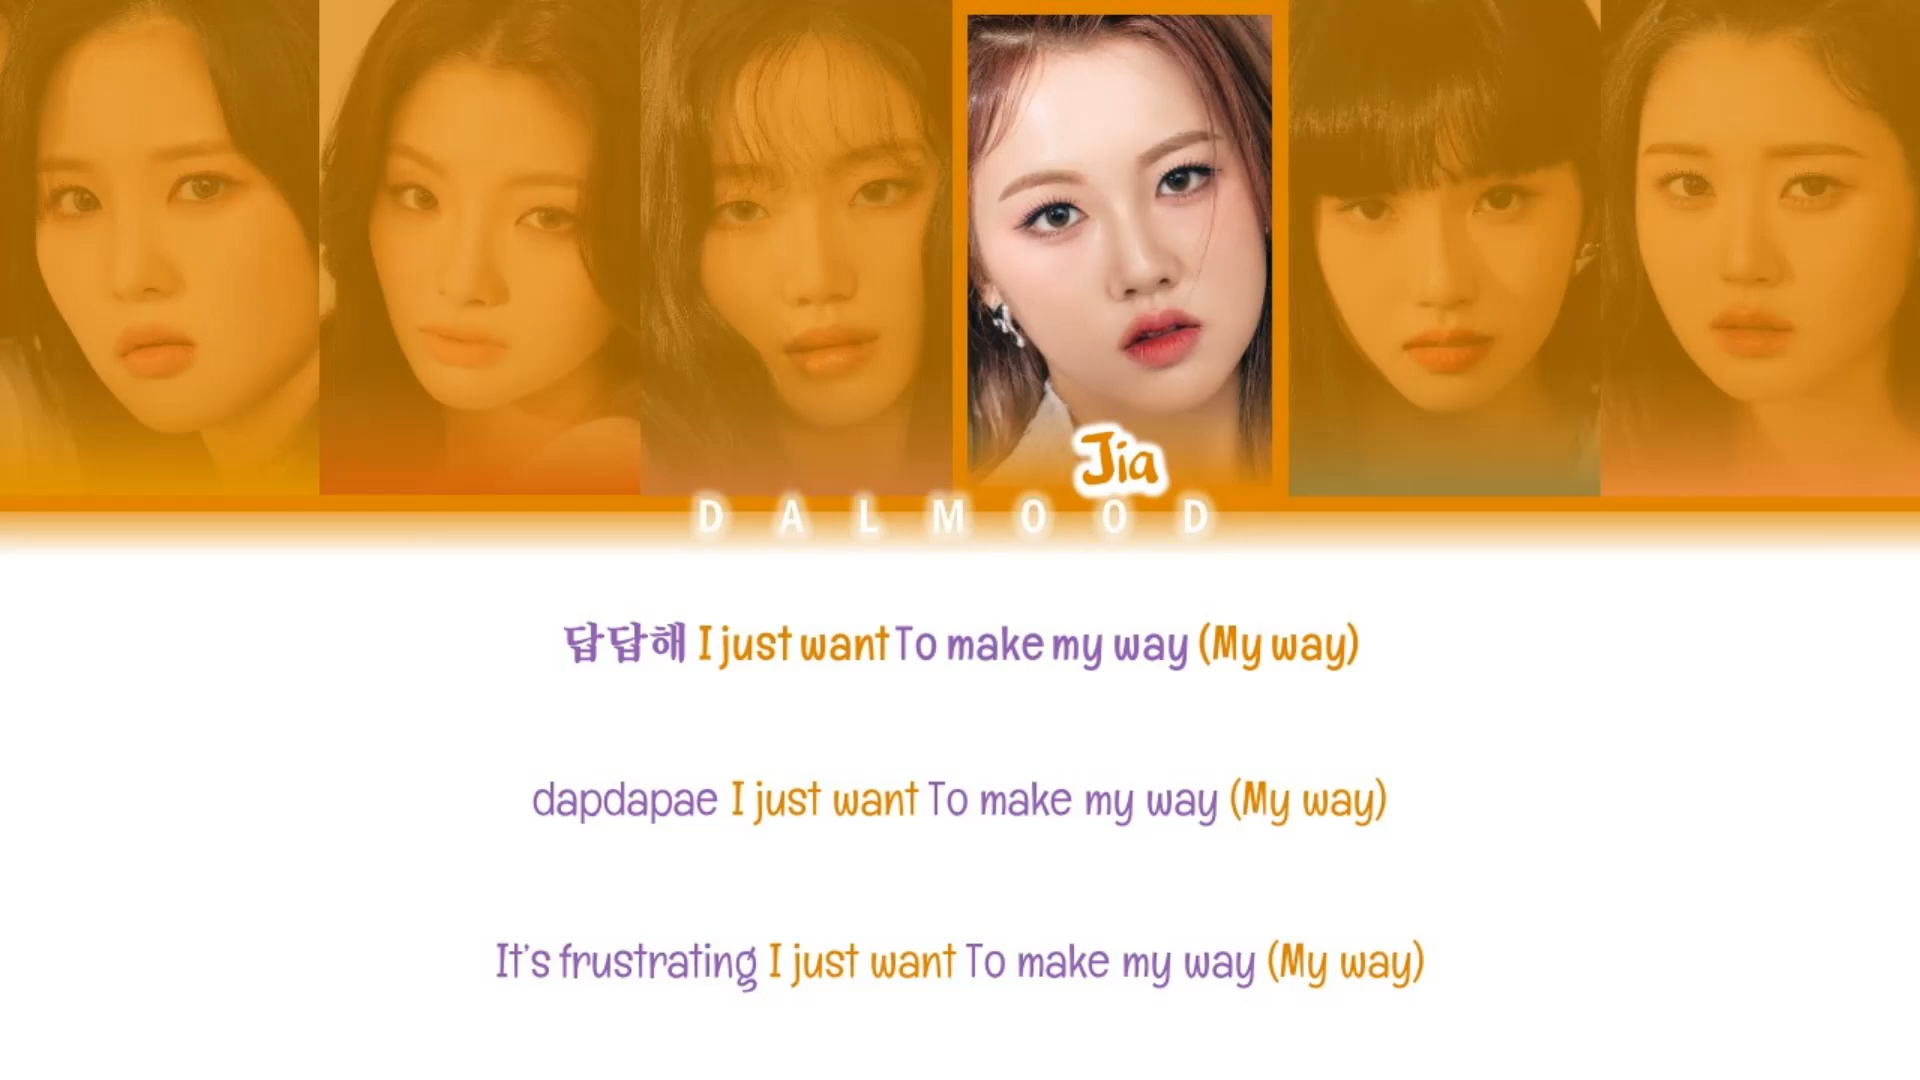 Jia
DALMOOD
답답해 I just want To make my way (My way)
dapdapae I just want To make my way (My way)
It's frustrating I just want To make my way (My way)